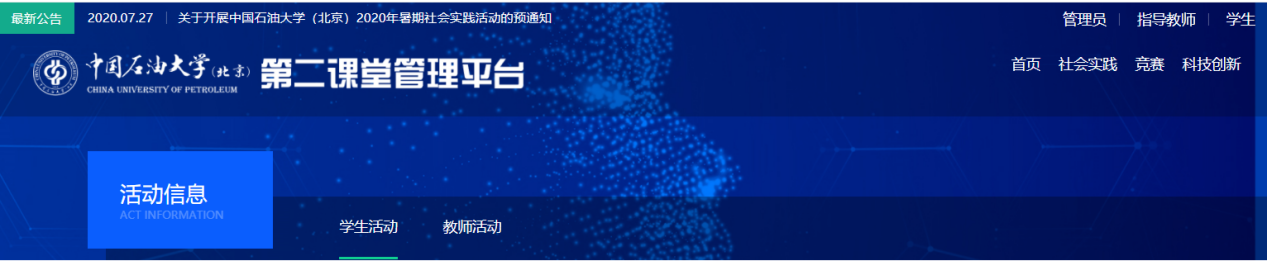 最新公告 2020.07.27 关于开展中国石油大学（北京）2020年暑期社会实践活动的预通知 管理员 指导教师 学生
中国石油大学(北京) 第二课堂管理平台 首页 社会实践 竞赛 科技创新
CHINA UNIVERSITY OF PETROLEUM
活动信息
ACT INFORMATION
学生活动 教师活动